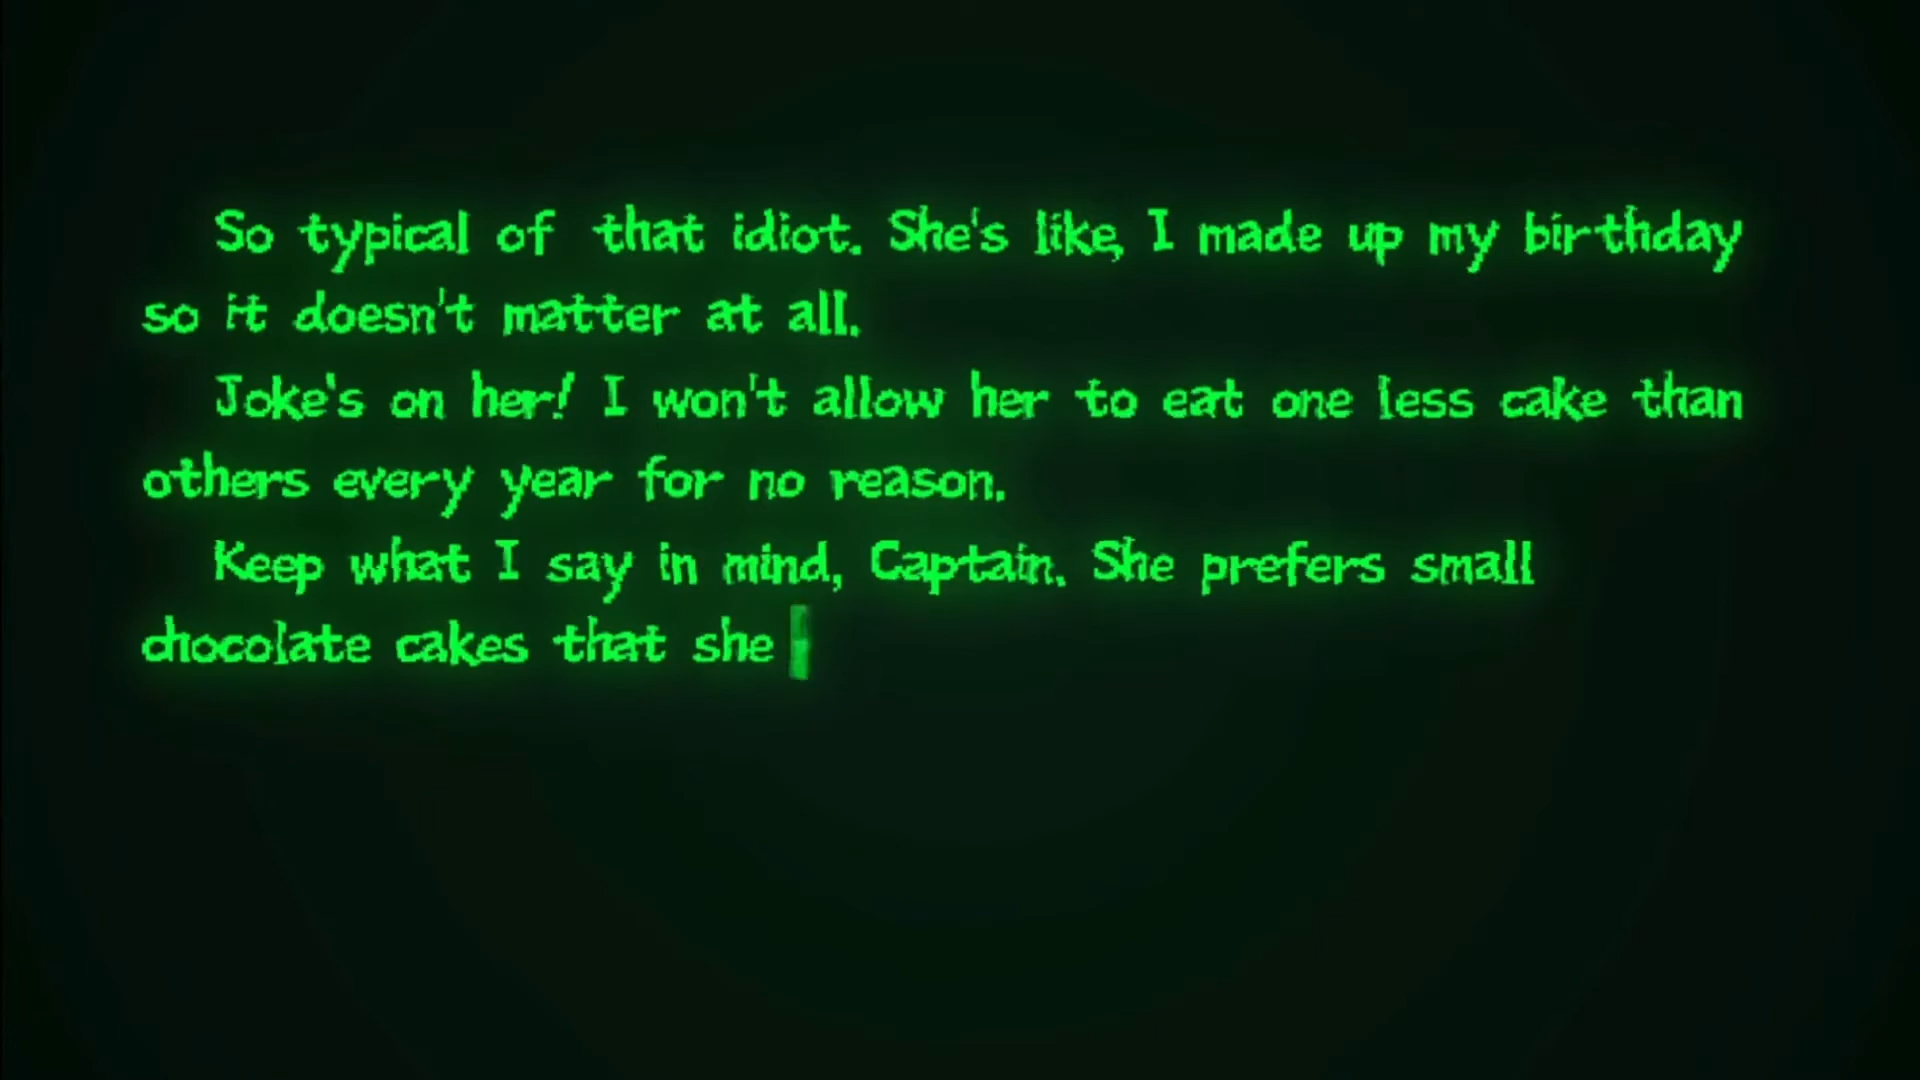 So typical of that idiot. She's like, I made up my birthday
so it doesn't matter at all.
Joke's on her! I won't allow her to eat one less cake than
others every year for no reason.
Keep what I say in mind, Captain. She prefers small
chocolate cakes that she